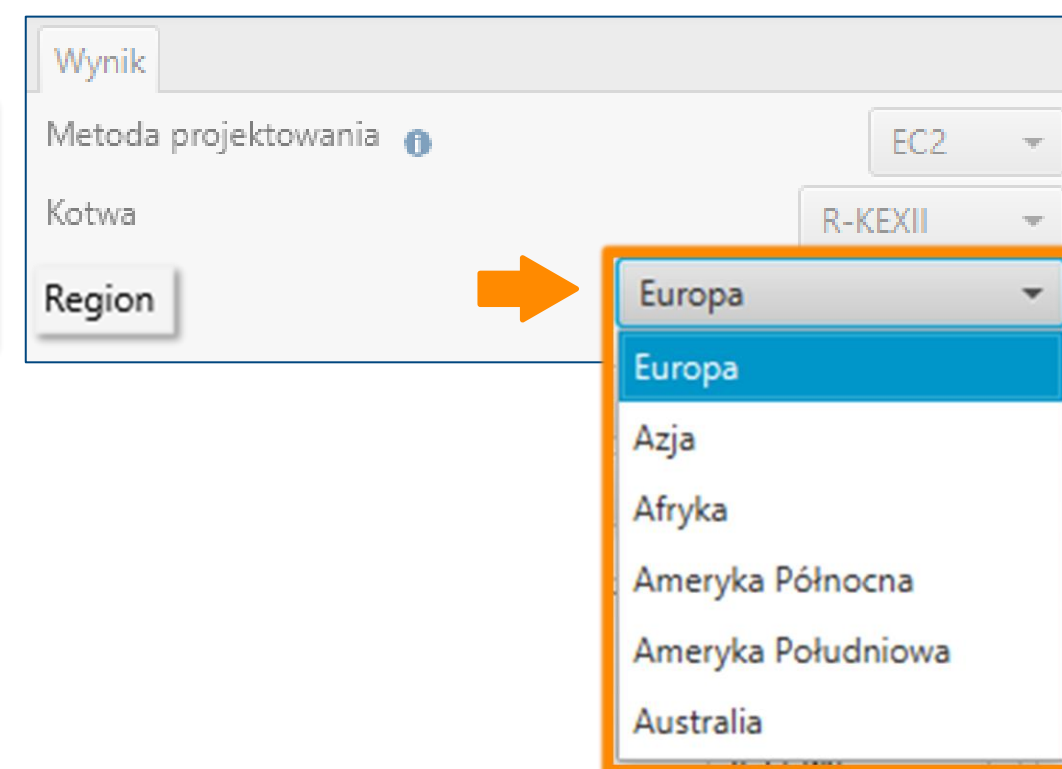 Wynik
Metoda projektowania EC2
Kotwa R-KEXII
Region Europa
Europa
Azja
Afryka
Ameryka Północna
Ameryka Południowa
Australia